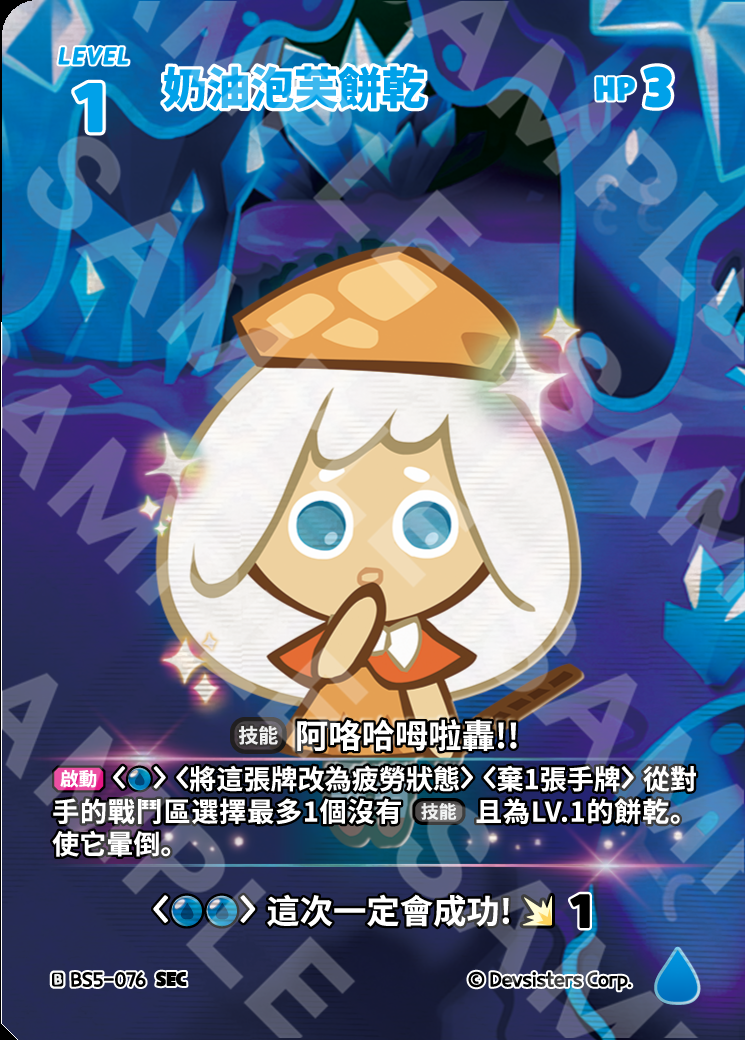 LEVEL
1
奶油泡芙餅乾
HP 3
技能 阿咯哈呣啦轟!!
啟動 〈〉〈將這張牌改為疲勞狀態〉〈棄1張手牌〉從對
手的戰鬥區選擇最多1個沒有 技能 且為LV.1的餅乾。
使它暈倒。
〈〉這次一定會成功! 1
B BS5-076 SEC
© Devsisters Corp.
SAMPLE